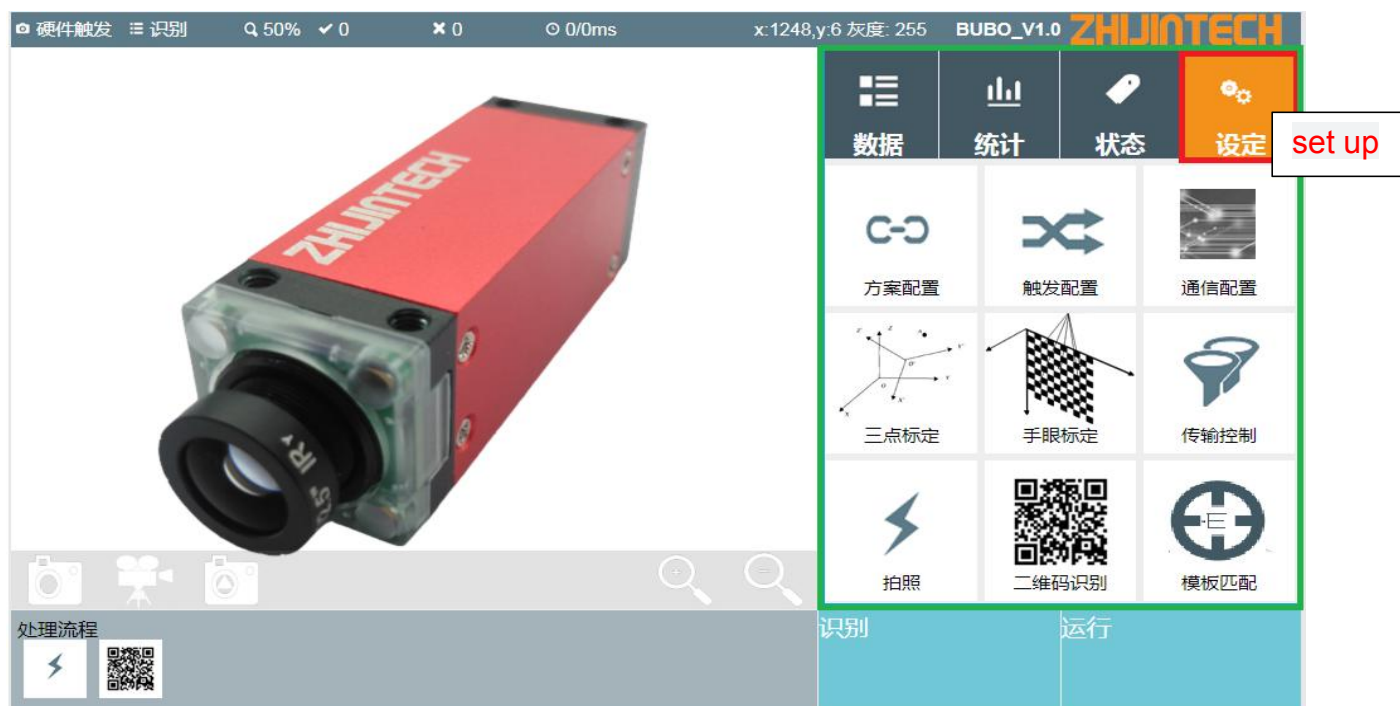 硬件触发 识别 50% 0 0 0/0ms x:1248,y:6 灰度: 255 BUBO_V1.0 ZHIJINTECH
数据 统计 状态 设定
set up
ZHIJINTECH
方案配置 触发配置 通信配置
三点标定 手眼标定 传输控制
IR
拍照 二维码识别 模板匹配
处理流程
识别 运行